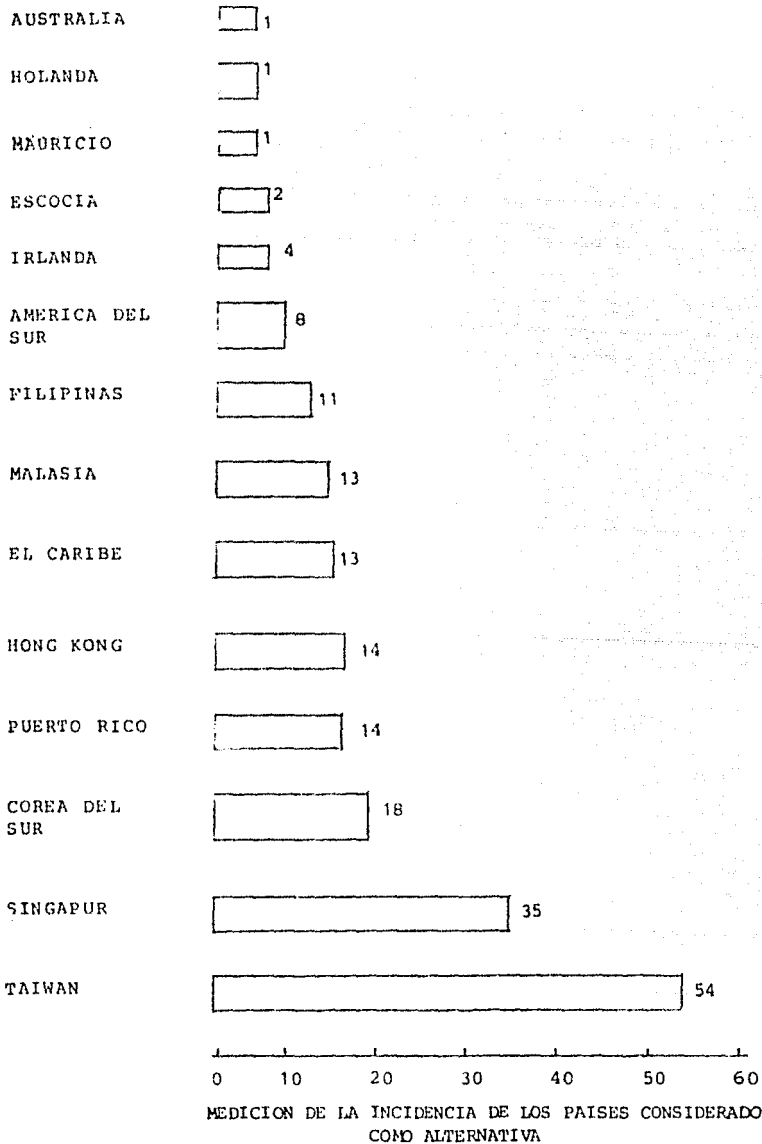 AUSTRALIA 1
HOLANDA 1
MAURICIO 1
ESCOCIA 2
IRLANDA 4
AMERICA DEL
SUR 8
FILIPINAS 11
MALASIA 13
EL CARIBE 13
HONG KONG 14
PUERTO RICO 14
COREA DEL
SUR 18
SINGAPUR 35
TAIWAN 54
0 10 20 30 40 50 60
MEDICION DE LA INCIDENCIA DE LOS PAISES CONSIDERADO
COMO ALTERNATIVA